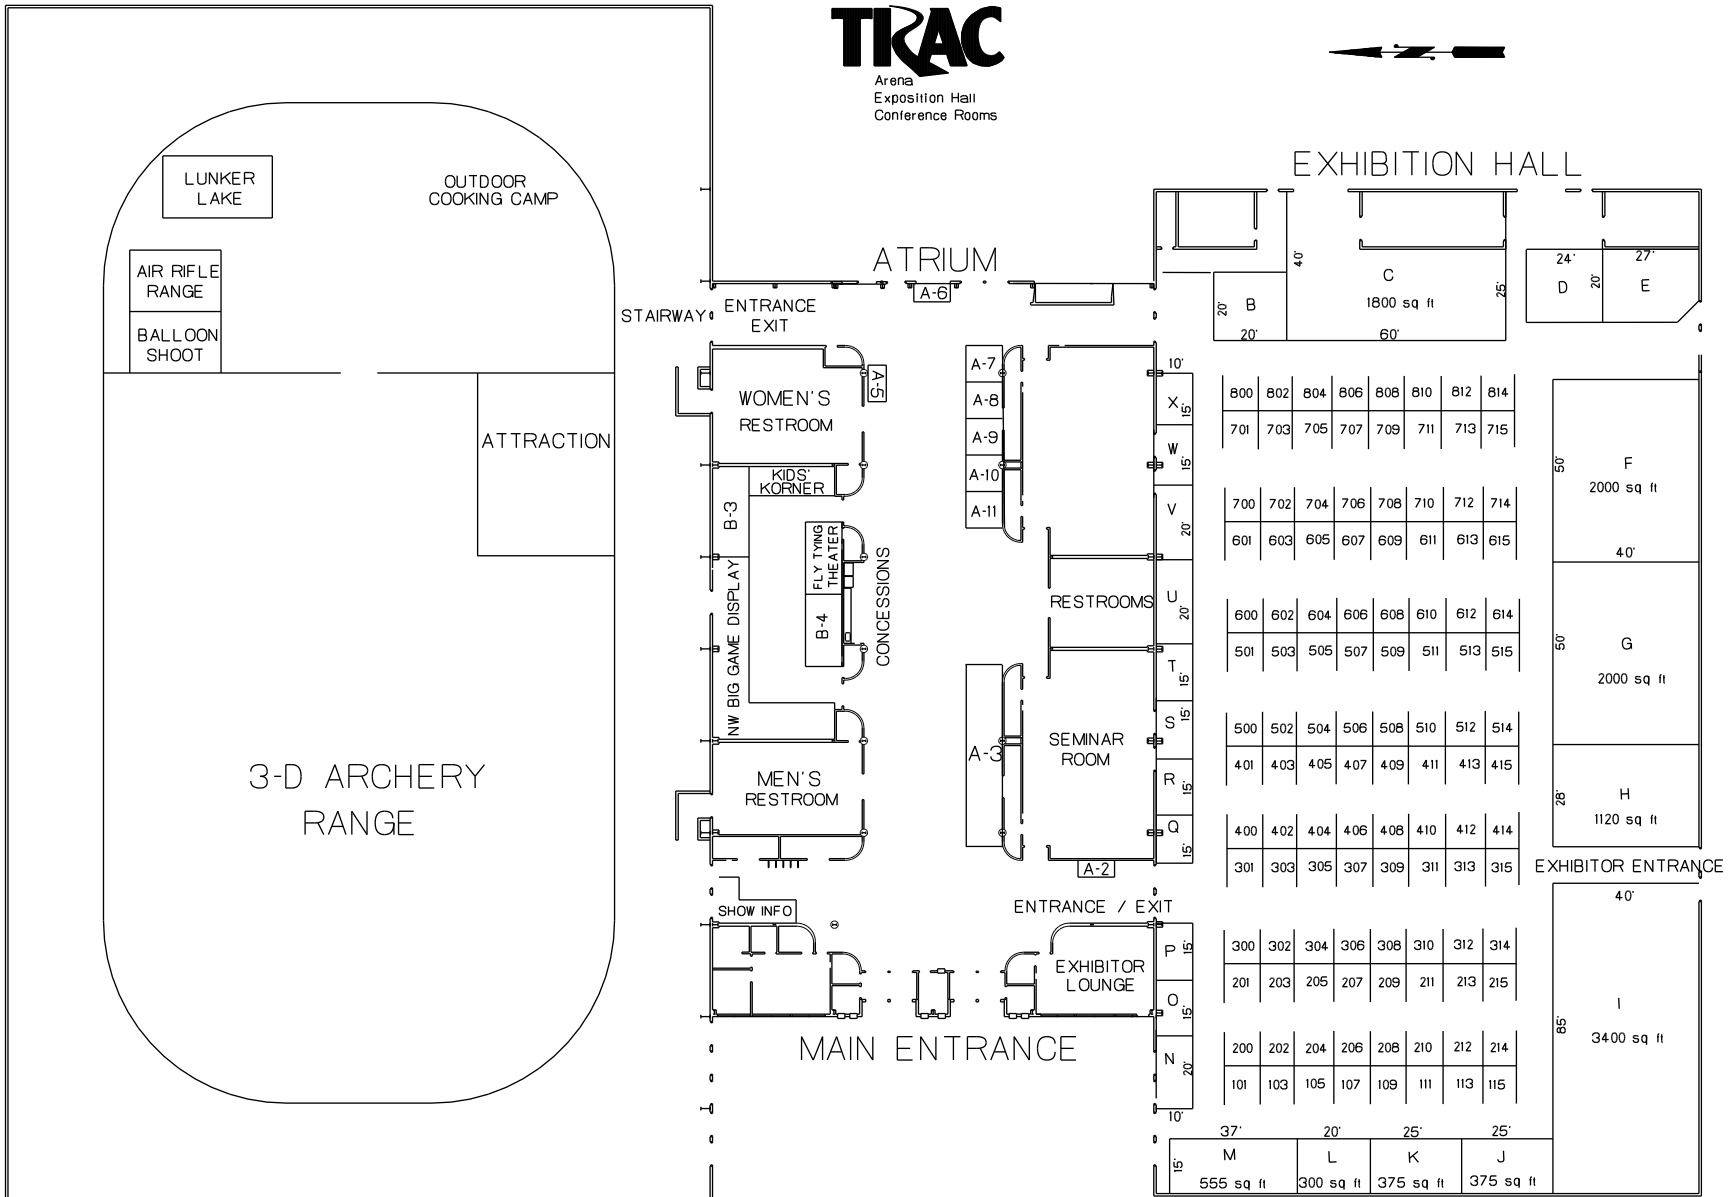 TRAC
Arena
Exposition Hall
Conference Rooms
N
EXHIBITION HALL
LUNKER
LAKE
OUTDOOR
COOKING CAMP
AIR RIFLE
RANGE
BALLOON
SHOOT
ATTRACTION
3-D ARCHERY
RANGE
ATRIUM
A-6
STAIRWAY
ENTRANCE
EXIT
WOMEN'S
RESTROOM
A-5
KIDS'
KORNER
B-3
FLY TYING
THEATER
B-4
CONCESSIONS
NW BIG GAME DISPLAY
MEN'S
RESTROOM
SHOW INFO
A-7
A-8
A-9
A-10
A-11
RESTROOMS
A-3
SEMINAR
ROOM
A-2
ENTRANCE / EXIT
EXHIBITOR
LOUNGE
MAIN ENTRANCE
B
20'
20'
40'
C
1800 sq ft
25'
60'
24'
D
20'
27'
E
10'
X
15'
W
15'
V
20'
U
20'
T
15'
S
15'
R
15'
Q
15'
P
15'
O
15'
N
20'
10'
800 802 804 806 808 810 812 814
701 703 705 707 709 711 713 715
700 702 704 706 708 710 712 714
601 603 605 607 609 611 613 615
600 602 604 606 608 610 612 614
501 503 505 507 509 511 513 515
500 502 504 506 508 510 512 514
401 403 405 407 409 411 413 415
400 402 404 406 408 410 412 414
301 303 305 307 309 311 313 315
300 302 304 306 308 310 312 314
201 203 205 207 209 211 213 215
200 202 204 206 208 210 212 214
101 103 105 107 109 111 113 115
50'
F
2000 sq ft
40'
50'
G
2000 sq ft
28'
H
1120 sq ft
EXHIBITOR ENTRANCE
40'
I
85'
3400 sq ft
37'
15'
M
555 sq ft
20'
L
300 sq ft
25'
K
375 sq ft
25'
J
375 sq ft